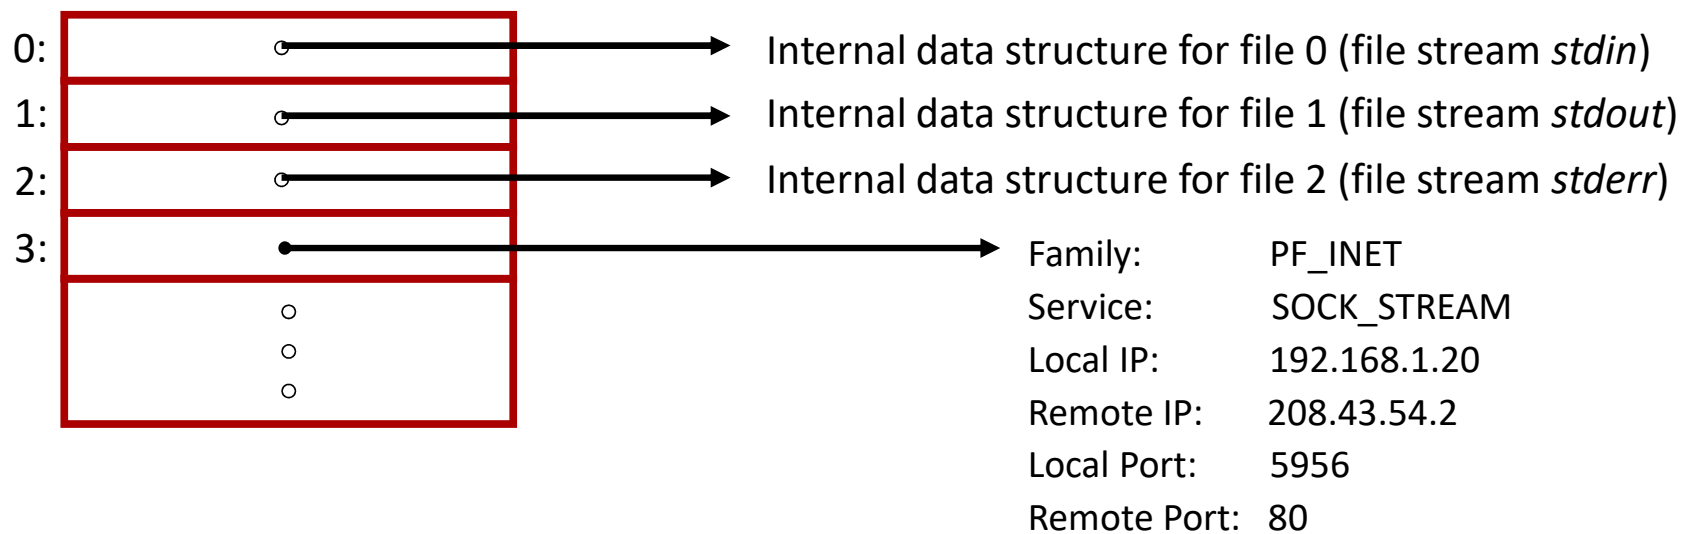 0: Internal data structure for file 0 (file stream stdin)
1: Internal data structure for file 1 (file stream stdout)
2: Internal data structure for file 2 (file stream stderr)
3:
Family: PF_INET
Service: SOCK_STREAM
Local IP: 192.168.1.20
Remote IP: 208.43.54.2
Local Port: 5956
Remote Port: 80